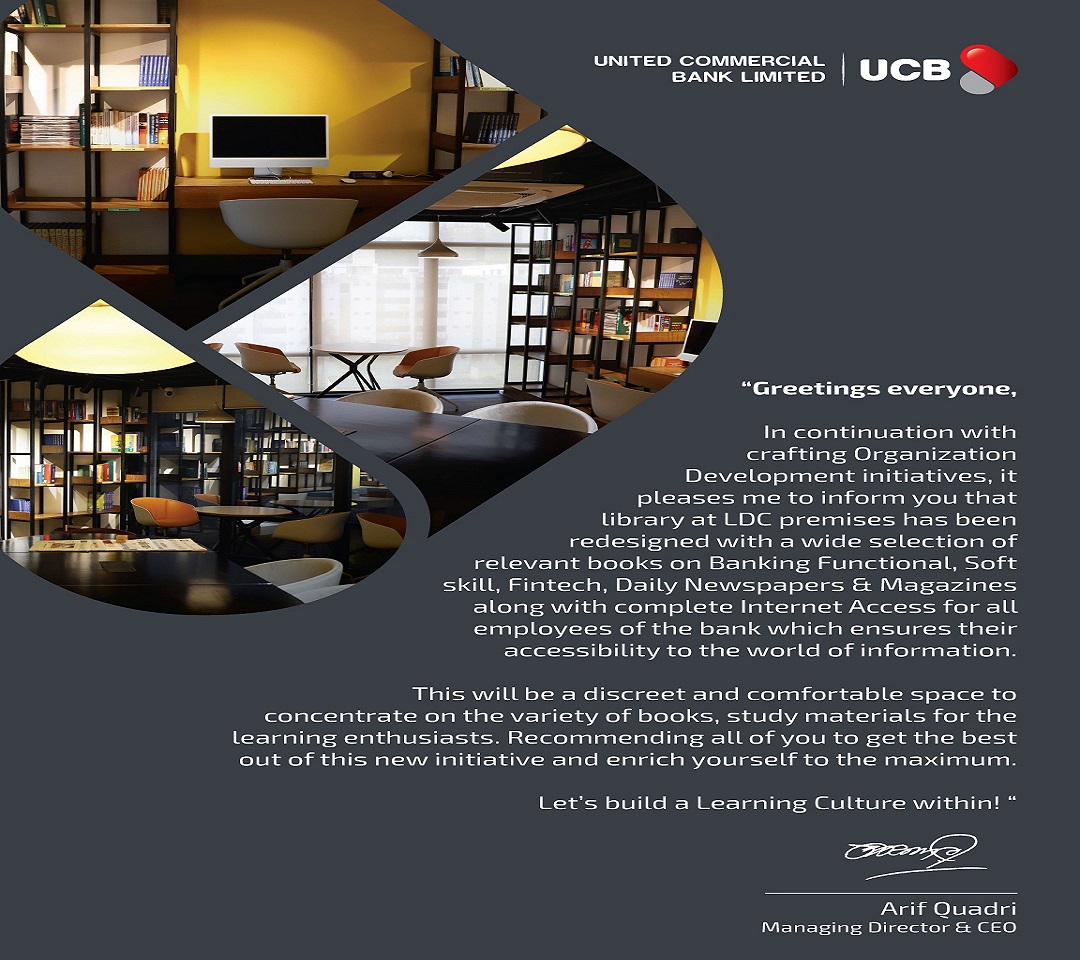 UNITED COMMERCIAL
BANK LIMITED
UCB
“Greetings everyone,
In continuation with
crafting Organization
Development initiatives, it
pleases me to inform you that
library at LDC premises has been
redesigned with a wide selection of
relevant books on Banking Functional, Soft
skill, Fintech, Daily Newspapers & Magazines
along with complete Internet Access for all
employees of the bank which ensures their
accessibility to the world of information.
This will be a discreet and comfortable space to
concentrate on the variety of books, study materials for the
learning enthusiasts. Recommending all of you to get the best
out of this new initiative and enrich yourself to the maximum.
Let’s build a Learning Culture within! “
Arif Quadri
Managing Director & CEO